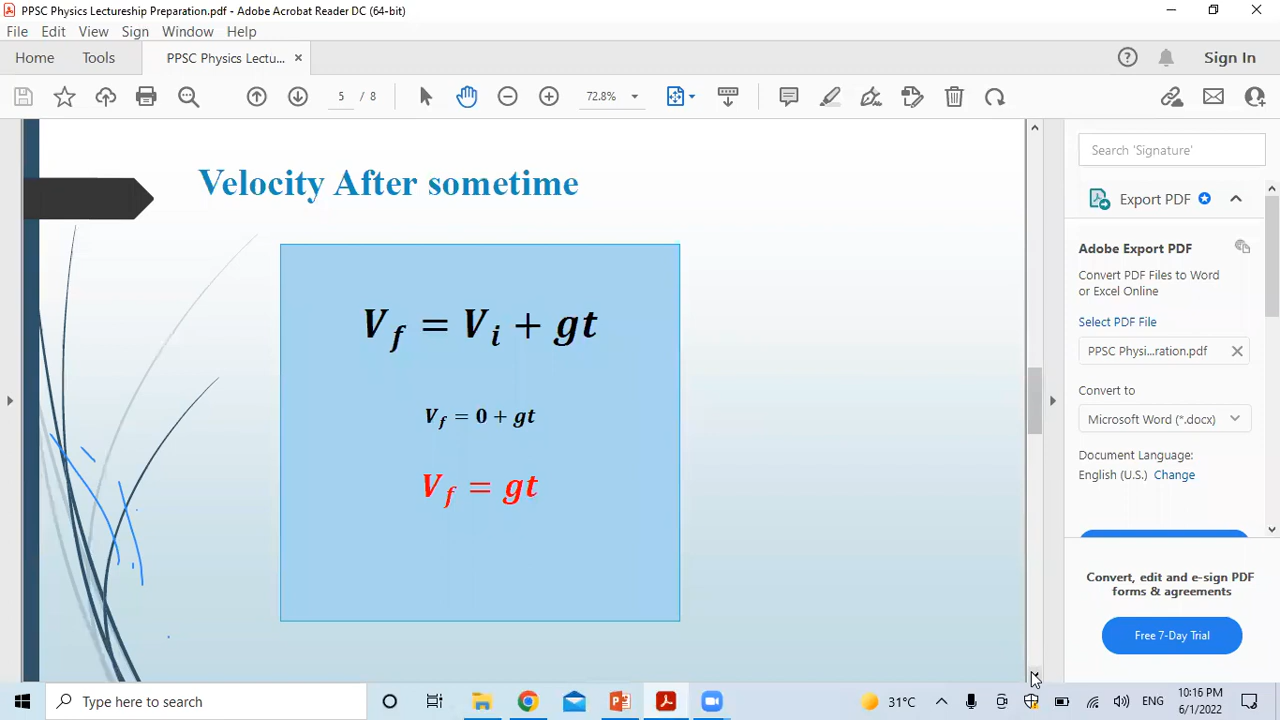 PPSC Physics Lectureship Preparation.pdf - Adobe Acrobat Reader DC (64-bit)
File Edit View Sign Window Help
Home Tools PPSC Physics Lectu... × Sign In
5 / 8 72.8%
Velocity After sometime
V_f = V_i + gt
V_f = 0 + gt
V_f = gt
Search 'Signature'
Export PDF
Adobe Export PDF
Convert PDF Files to Word
or Excel Online
Select PDF File
PPSC Physi...ration.pdf ×
Convert to
Microsoft Word (*.docx)
Document Language:
English (U.S.) Change
Convert, edit and e-sign PDF
forms & agreements
Free 7-Day Trial
Type here to search
31°C
ENG
10:16 PM
6/1/2022